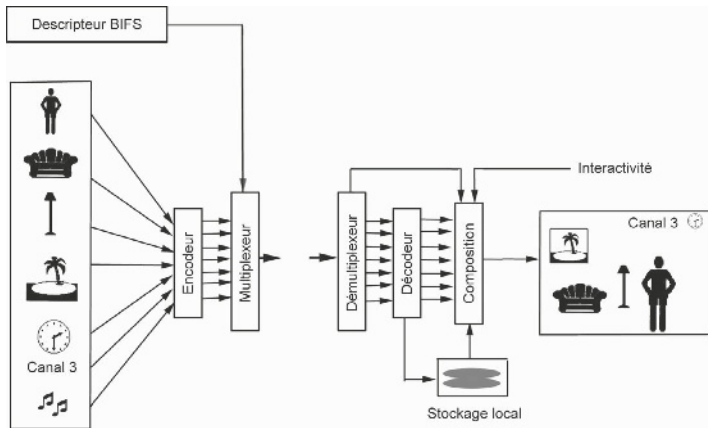 Descripteur BIFS
Canal 3
Encodeur
Multiplexeur
Démultiplexeur
Décodeur
Composition
Interactivité
Canal 3
Stockage local